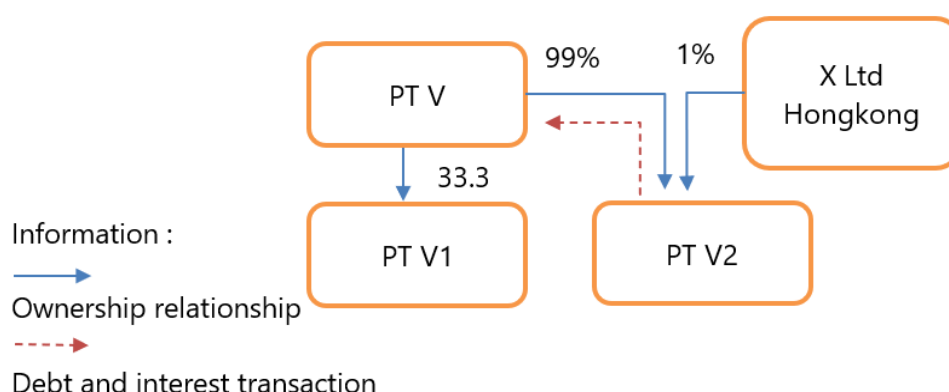 99%
1%
PT V
X Ltd
Hongkong
33.3
PT V1
PT V2
Information :
Ownership relationship
Debt and interest transaction